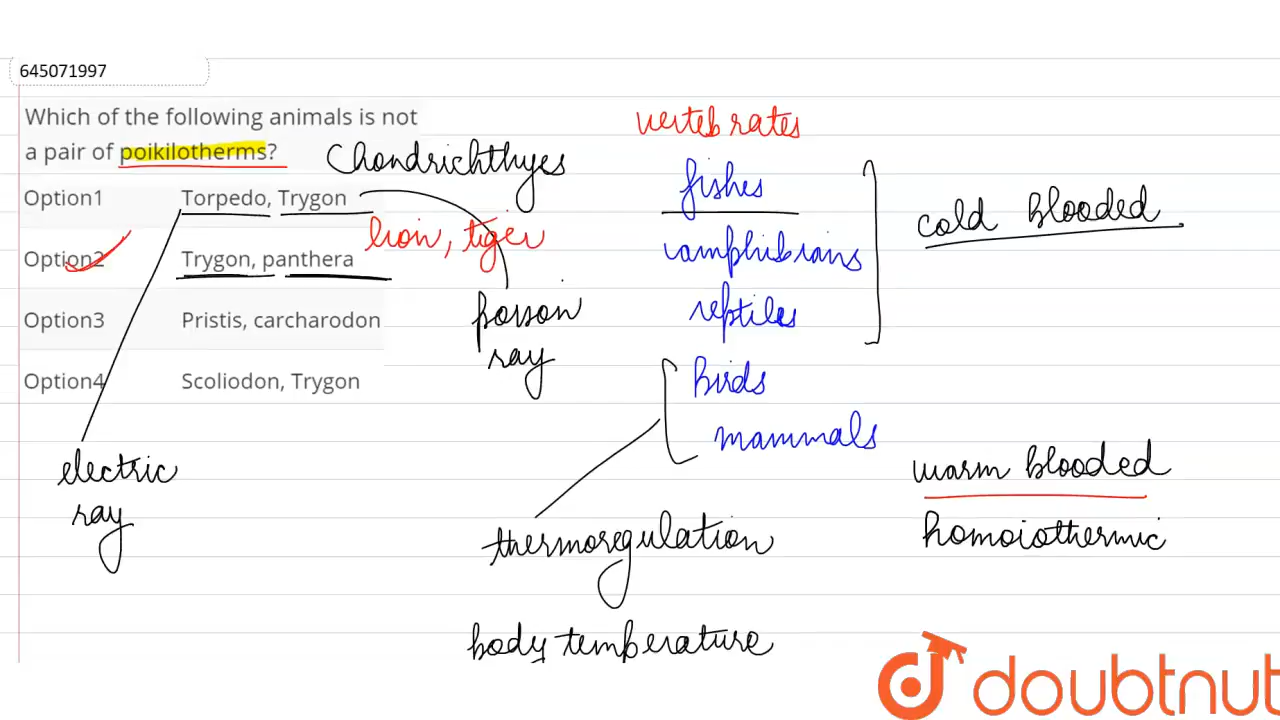 645071997
Which of the following animals is not
a pair of poikilotherms?
Option1 Torpedo, Trygon
Option2 Trygon, panthera
Option3 Pristis, carcharodon
Option4 Scoliodon, Trygon
Chondrichthyes
lion, tiger
poison
ray
electric
ray
vertebrates
fishes
amphibians
reptiles
cold blooded
Birds
mammals
warm blooded
homoiothermic
thermoregulation
body temperature
doubtnut